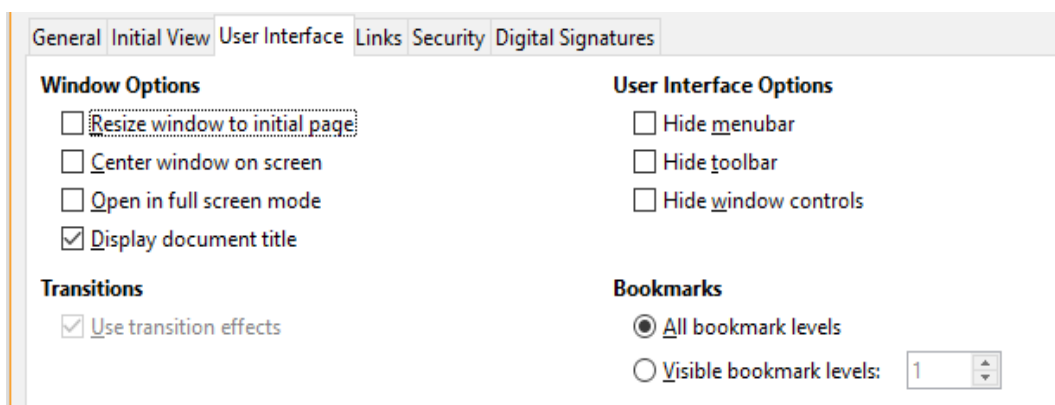 General Initial View User Interface Links Security Digital Signatures
Window Options
Resize window to initial page
Center window on screen
Open in full screen mode
Display document title
User Interface Options
Hide menubar
Hide toolbar
Hide window controls
Transitions
Use transition effects
Bookmarks
All bookmark levels
Visible bookmark levels: 1